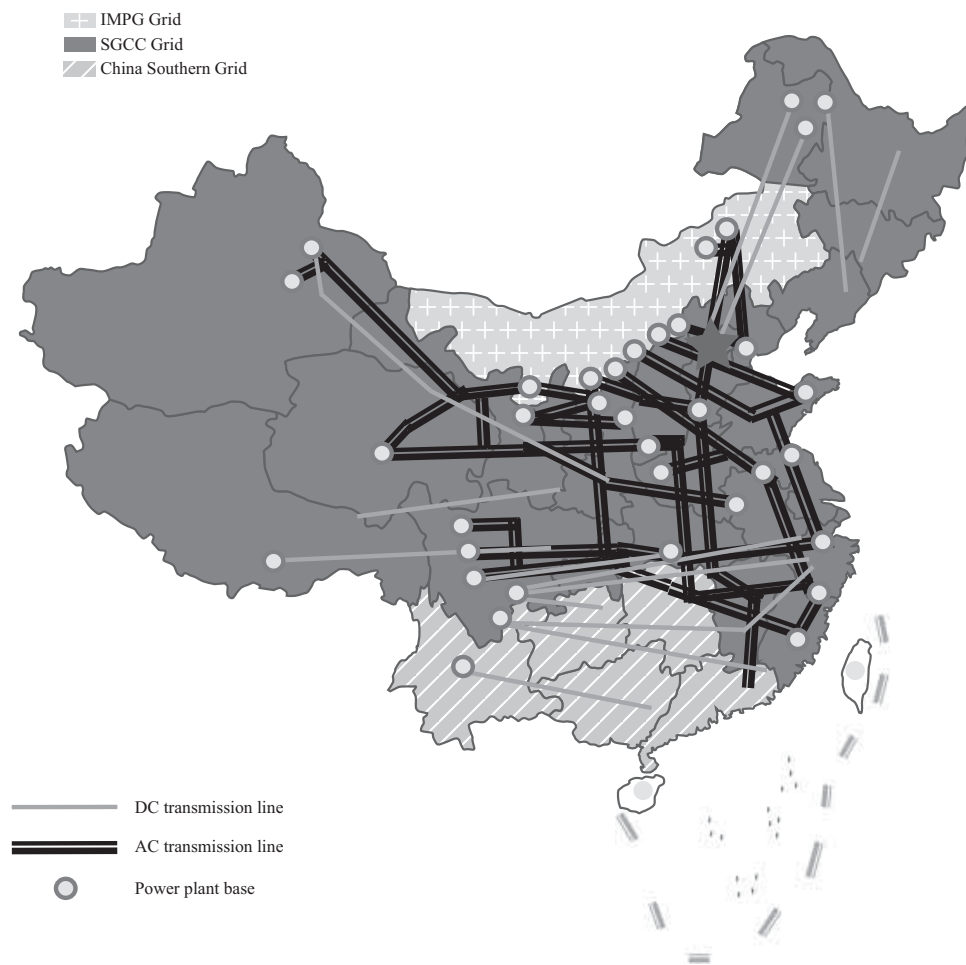 IMPG Grid
SGCC Grid
China Southern Grid
DC transmission line
AC transmission line
Power plant base